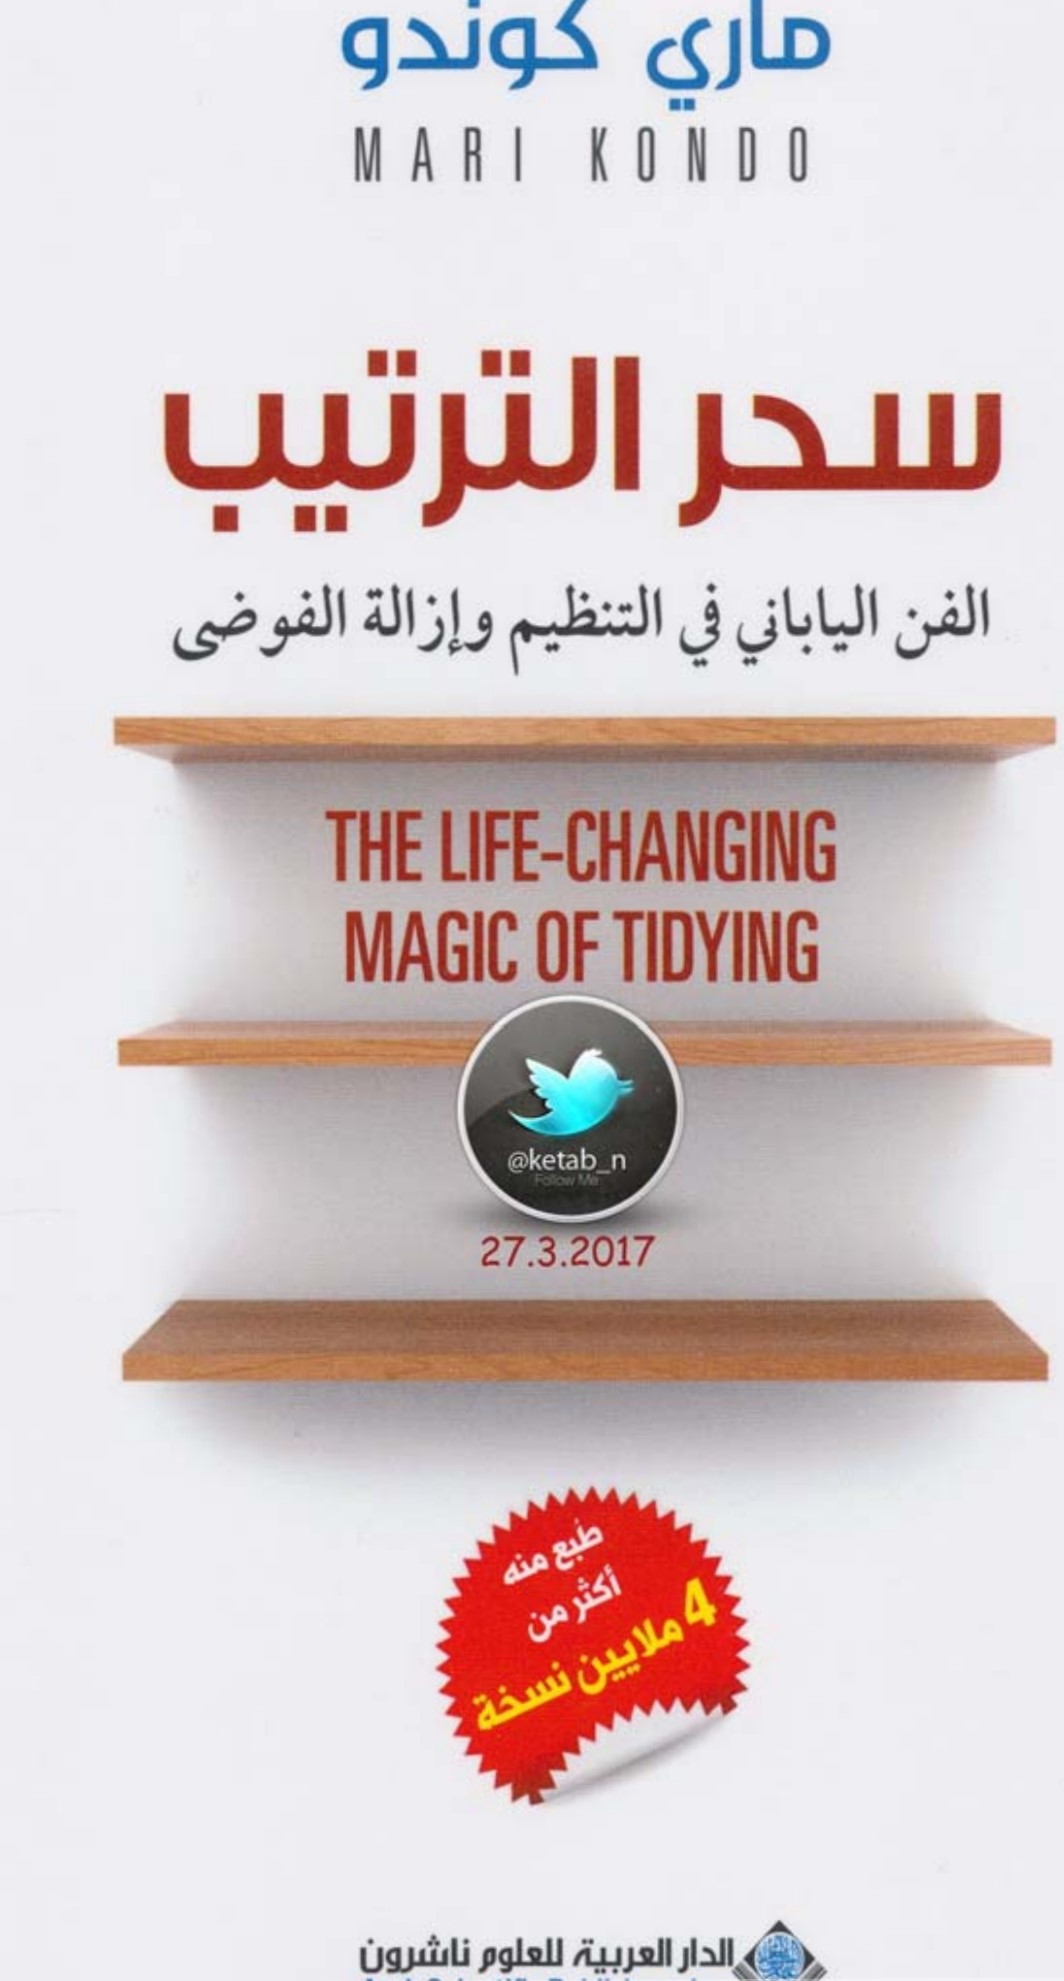 ماري كوندو
MARI KONDO
سحر الترتيب
الفن الياباني في التنظيم وإزالة الفوضى
THE LIFE-CHANGING
MAGIC OF TIDYING
@ketab_n
Follow Me
27.3.2017
طُبع منه
أكثر من
4 ملايين نسخة
الدار العربية للعلوم ناشرون